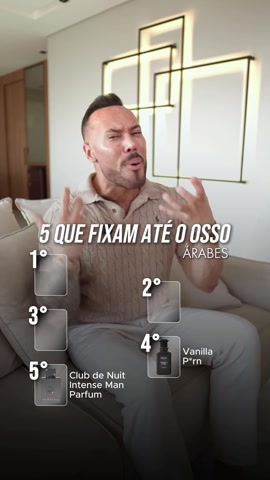 5 QUE FIXAM ATÉ O OSSO
ÁRABES
1°
2°
3°
4°
Vanilla
P*rn
5°
Club de Nuit
Intense Man
Parfum